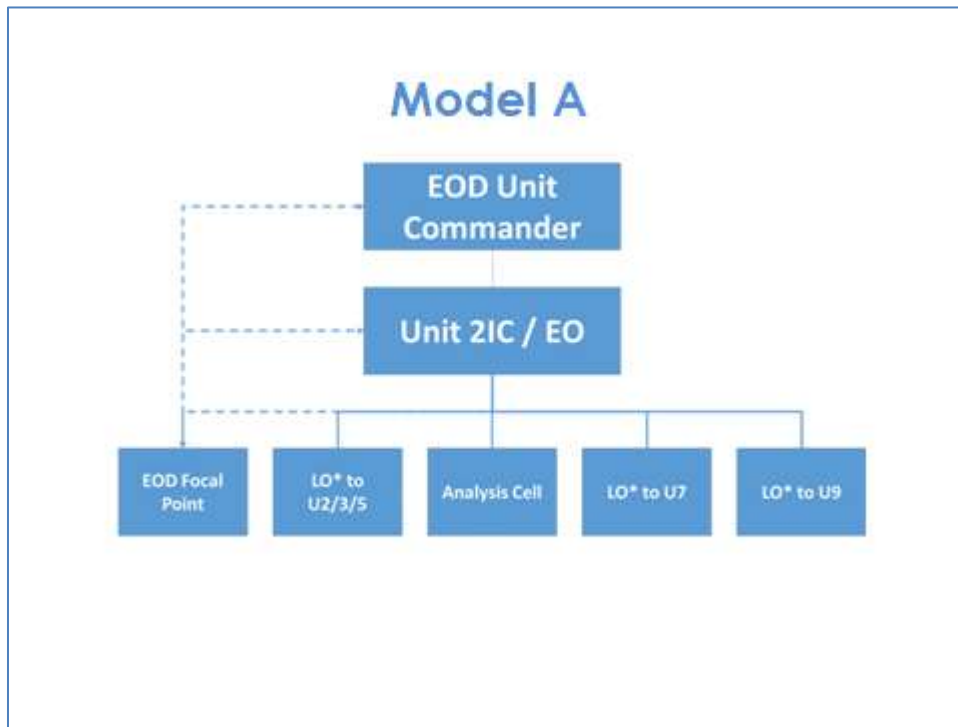 Model A
EOD Unit
Commander
Unit 2IC / EO
EOD Focal
Point
LO* to
U2/3/5
Analysis Cell
LO* to U7
LO* to U9